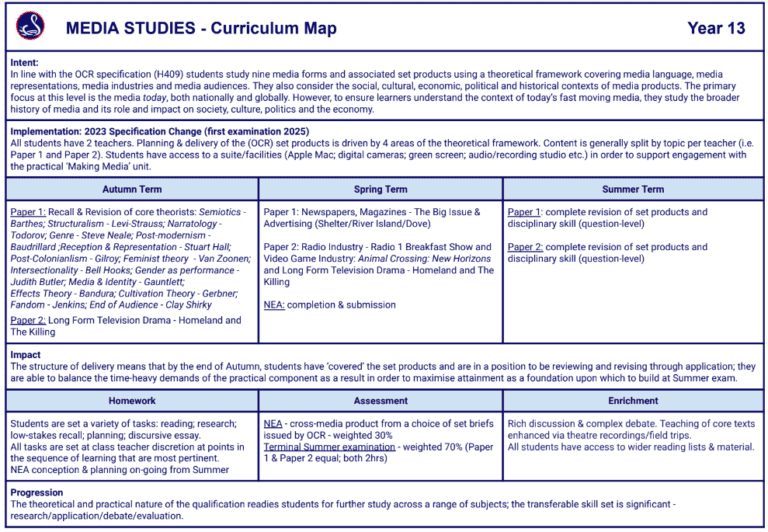 MEDIA STUDIES - Curriculum Map
Year 13
Intent:
In line with the OCR specification (H409) students study nine media forms and associated set products using a theoretical framework covering media language, media
representations, media industries and media audiences. They also consider the social, cultural, economic, political and historical contexts of media products. The primary
focus at this level is the media today, both nationally and globally. However, to ensure learners understand the context of today's fast moving media, they study the broader
history of media and its role and impact on society, culture, politics and the economy.
Implementation: 2023 Specification Change (first examination 2025)
All students have 2 teachers. Planning & delivery of the (OCR) set products is driven by 4 areas of the theoretical framework. Content is generally split by topic per teacher (i.e.
Paper 1 and Paper 2). Students have access to a suite/facilities (Apple Mac; digital cameras; green screen; audio/recording studio etc.) in order to support engagement with
the practical 'Making Media' unit.
Autumn Term
Paper 1: Recall & Revision of core theorists: Semiotics -
Barthes; Structuralism - Levi-Strauss; Narratology -
Todorov; Genre - Steve Neale; Post-modernism -
Baudrillard ;Reception & Representation - Stuart Hall;
Post-Colonialism - Gilroy; Feminist theory - Van Zoonen;
Intersectionality - Bell Hooks; Gender as performance -
Judith Butler; Media & Identity - Gauntlett;
Effects Theory - Bandura; Cultivation Theory - Gerbner;
Fandom - Jenkins; End of Audience - Clay Shirky
Paper 2: Long Form Television Drama - Homeland and
The Killing
Spring Term
Paper 1: Newspapers, Magazines - The Big Issue &
Advertising (Shelter/River Island/Dove)
Paper 2: Radio Industry - Radio 1 Breakfast Show and
Video Game Industry: Animal Crossing: New Horizons
and Long Form Television Drama - Homeland and The
Killing
NEA: completion & submission
Summer Term
Paper 1: complete revision of set products and
disciplinary skill (question-level)
Paper 2: complete revision of set products and
disciplinary skill (question-level)
Impact
The structure of delivery means that by the end of Autumn, students have 'covered' the set products and are in a position to be reviewing and revising through application; they
are able to balance the time-heavy demands of the practical component as a result in order to maximise attainment as a foundation upon which to build at Summer exam.
Homework
Students are set a variety of tasks: reading; research;
low-stakes recall; planning; discursive essay.
All tasks are set at class teacher discretion at points in
the sequence of learning that are most pertinent.
NEA conception & planning on-going from Summer
Assessment
NEA - cross-media product from a choice of set briefs
issued by OCR - weighted 30%
Terminal Summer examination - weighted 70% (Paper
1 & Paper 2 equal; both 2hrs)
Enrichment
Rich discussion & complex debate. Teaching of core texts
enhanced via theatre recordings/field trips.
All students have access to wider reading lists & material.
Progression
The theoretical and practical nature of the qualification readies students for further study across a range of subjects; the transferable skill set is significant -
research/application/debate/evaluation.